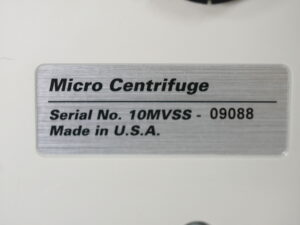 Micro Centrifuge
Serial No. 10MVSS - 09088
Made in U.S.A.